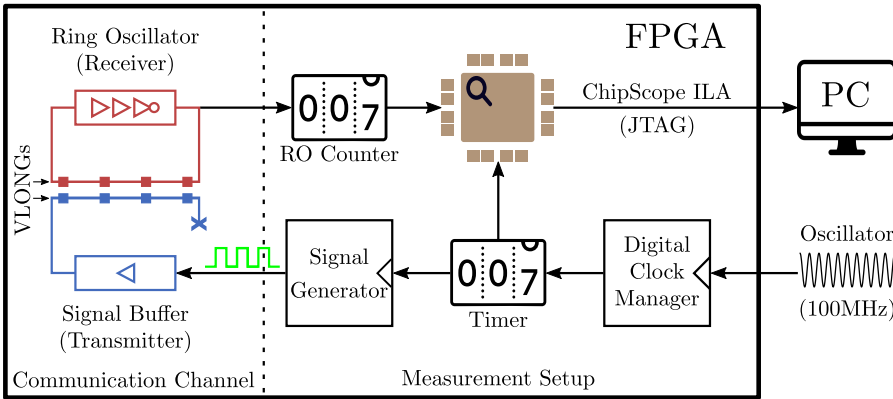 Ring Oscillator
(Receiver)
FPGA
007
RO Counter
ChipScope ILA
(JTAG)
PC
VLONGs
Signal
Generator
007
Timer
Digital
Clock
Manager
Oscillator
(100MHz)
Signal Buffer
(Transmitter)
Communication Channel
Measurement Setup